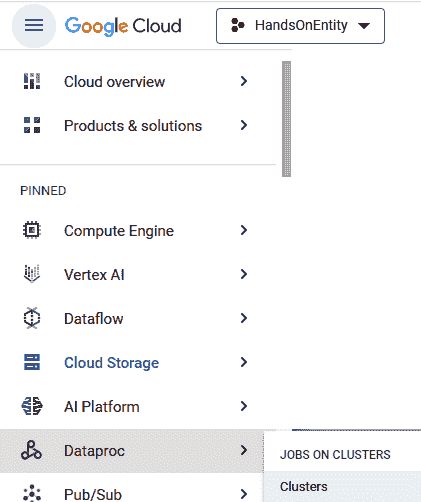 Google Cloud
HandsOnEntity
Cloud overview
Products & solutions
PINNED
Compute Engine
Vertex AI
Dataflow
Cloud Storage
AI Platform
Dataproc
JOBS ON CLUSTERS
Clusters
Pub/Sub